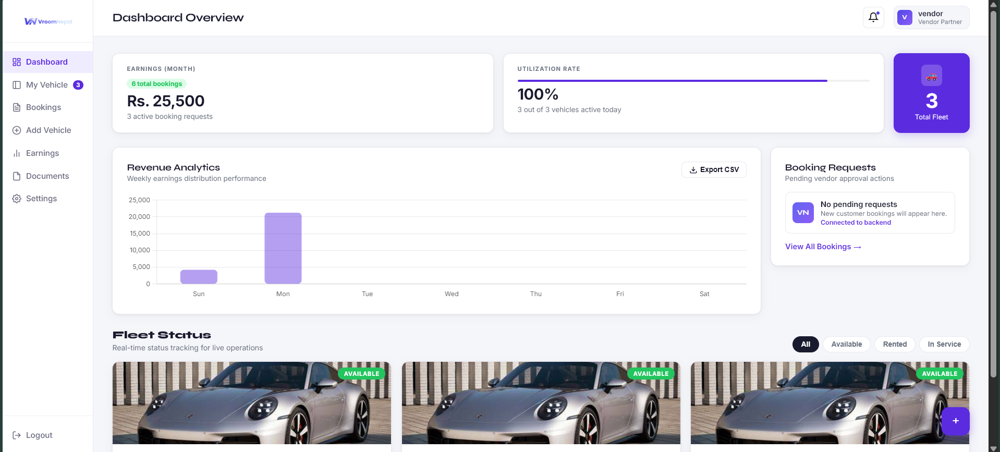 VroomNepal
Dashboard Overview
V
vendor
Vendor Partner
Dashboard
My Vehicle 3
Bookings
Add Vehicle
Earnings
Documents
Settings
Logout
EARNINGS (MONTH)
6 total bookings
Rs. 25,500
3 active booking requests
UTILIZATION RATE
100%
3 out of 3 vehicles active today
3
Total Fleet
Revenue Analytics
Weekly earnings distribution performance
Export CSV
25,000
20,000
15,000
10,000
5,000
0
Sun Mon Tue Wed Thu Fri Sat
Booking Requests
Pending vendor approval actions
VN
No pending requests
New customer bookings will appear here.
Connected to backend
View All Bookings →
Fleet Status
Real-time status tracking for live operations
All Available Rented In Service
AVAILABLE AVAILABLE AVAILABLE
+